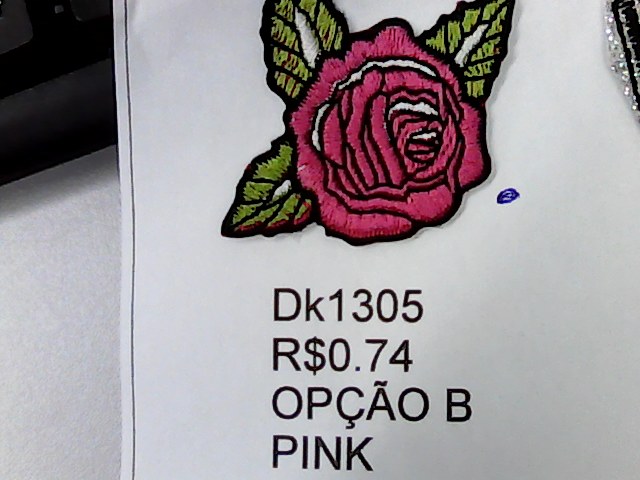 Dk1305
R$0.74
OPÇÃO B
PINK